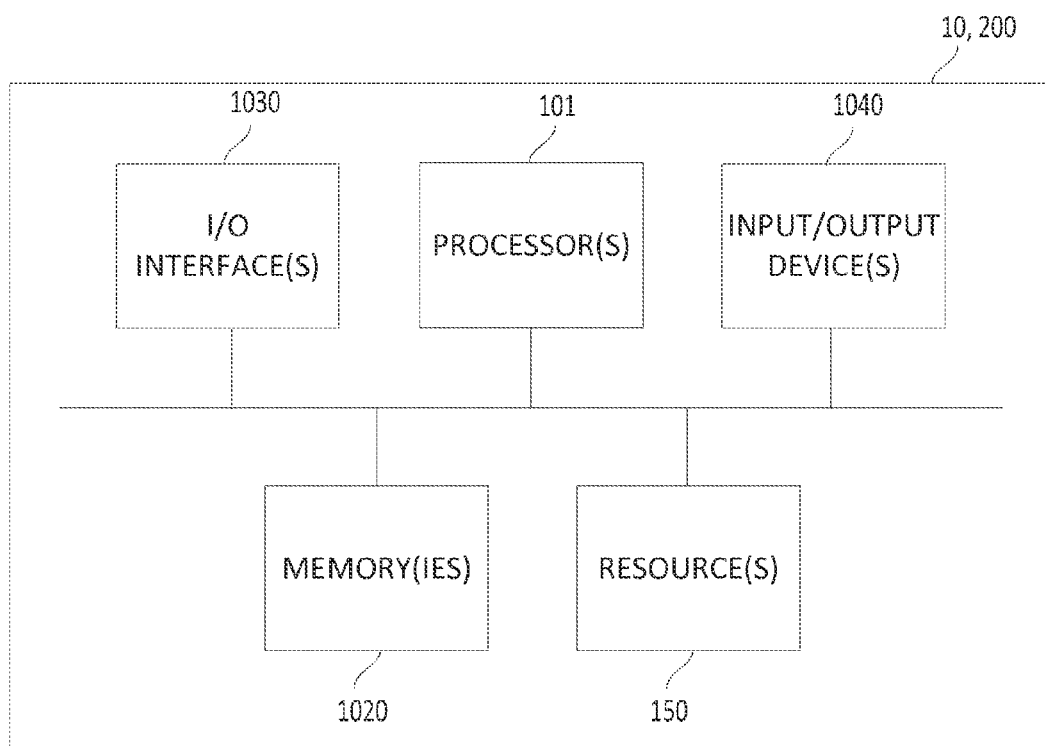 10, 200
1030
101
1040
I/O
INTERFACE(S)
PROCESSOR(S)
INPUT/OUTPUT
DEVICE(S)
MEMORY(IES)
RESOURCE(S)
1020
150